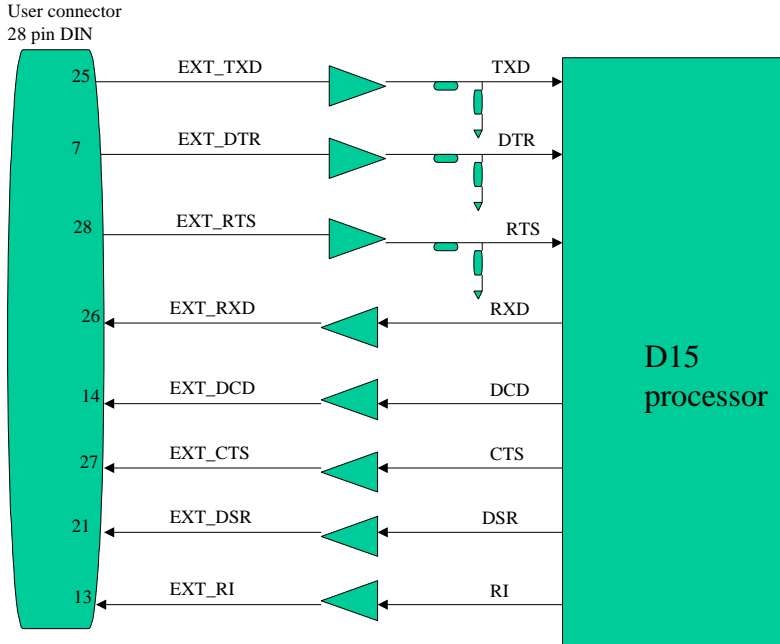 User connector
28 pin DIN
25 EXT_TXD TXD
7 EXT_DTR DTR
28 EXT_RTS RTS
26 EXT_RXD RXD
14 EXT_DCD DCD
27 EXT_CTS CTS
21 EXT_DSR DSR
13 EXT_RI RI
D15
processor